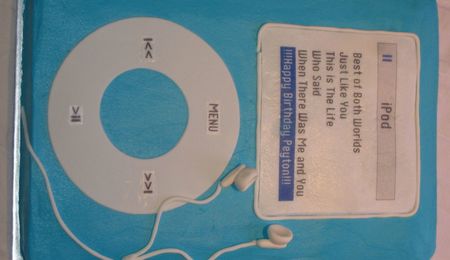 iPod
Best of Both Worlds
Just Like You
This is The Life
Who Said
When There Was Me and You
!!!Happy Birthday Peyton!!!
MENU
|<<
>>|
>||